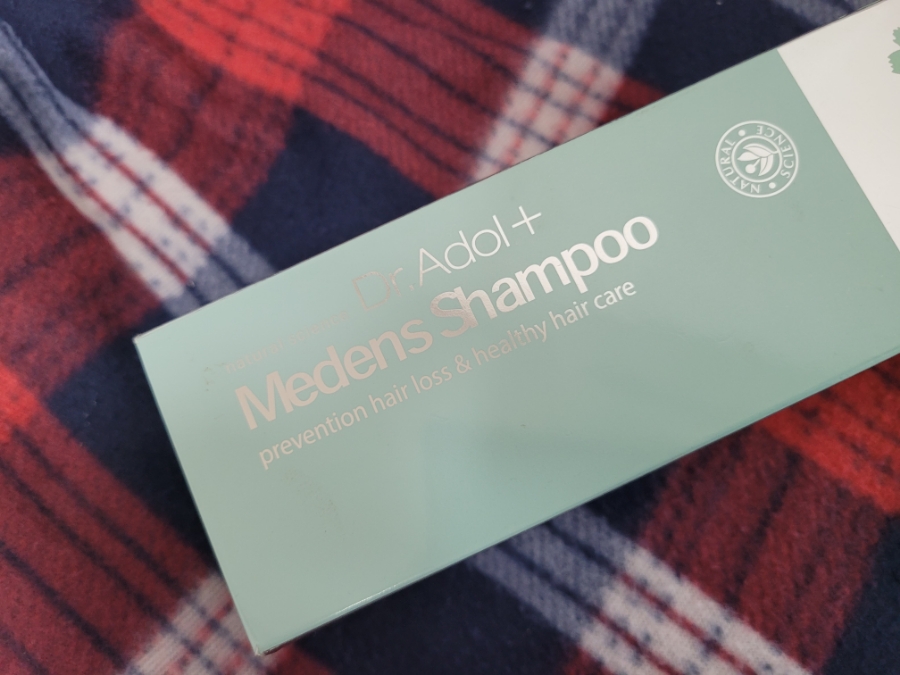 Dr, Adol+
Medens Shampoo
prevention hair loss & healthy hair care
NATURAL SCIENCE